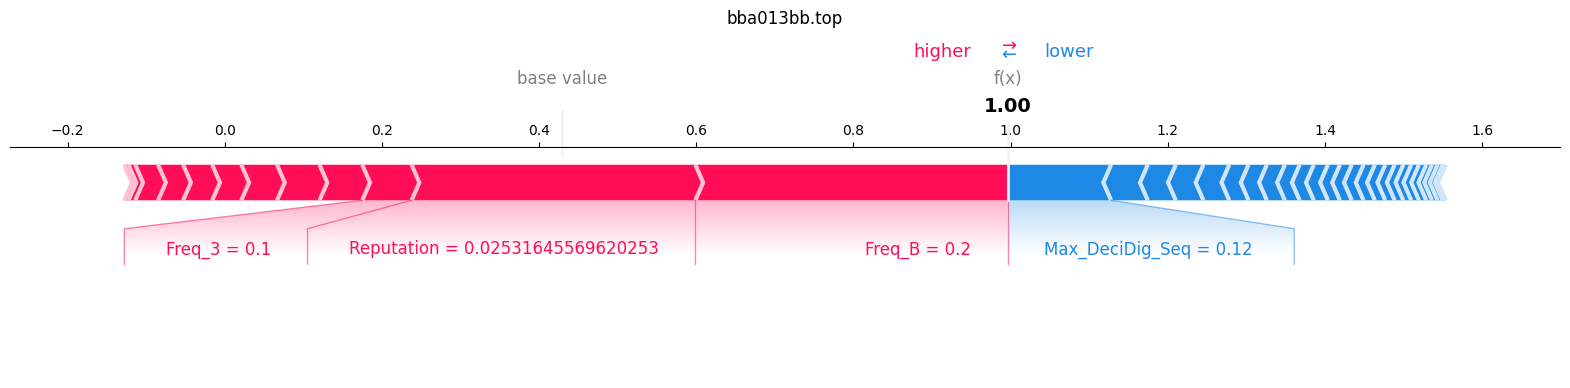 bba013bb.top
higher ⇄ lower
base value f(x)
1.00
−0.2 0.0 0.2 0.4 0.6 0.8 1.0 1.2 1.4 1.6
Freq_3 = 0.1 Reputation = 0.02531645569620253 Freq_B = 0.2 Max_DeciDig_Seq = 0.12